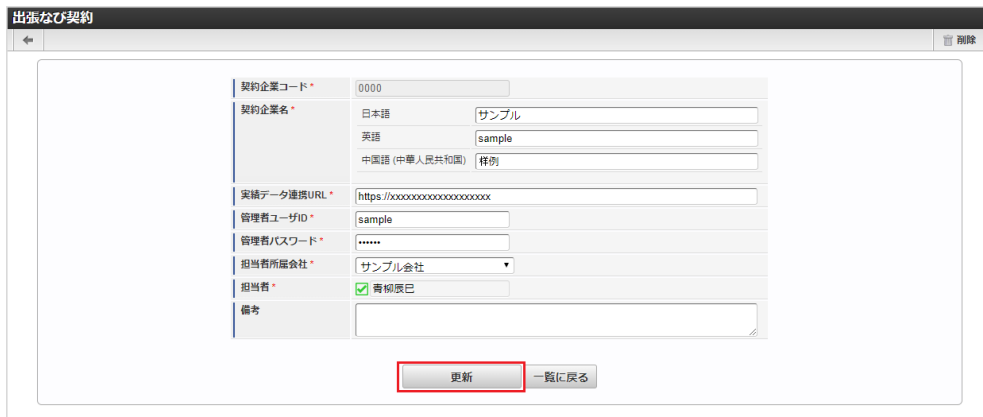 出張なび契約
削除
契約企業コード* 0000
契約企業名*
日本語 サンプル
英語 sample
中国語 (中華人民共和国) 样例
実績データ連携URL* https://xxxxxxxxxxxxxxxxxxx
管理者ユーザID* sample
管理者パスワード* ••••••
担当者所属会社* サンプル会社
担当者* 青柳辰巳
備考
更新 一覧に戻る